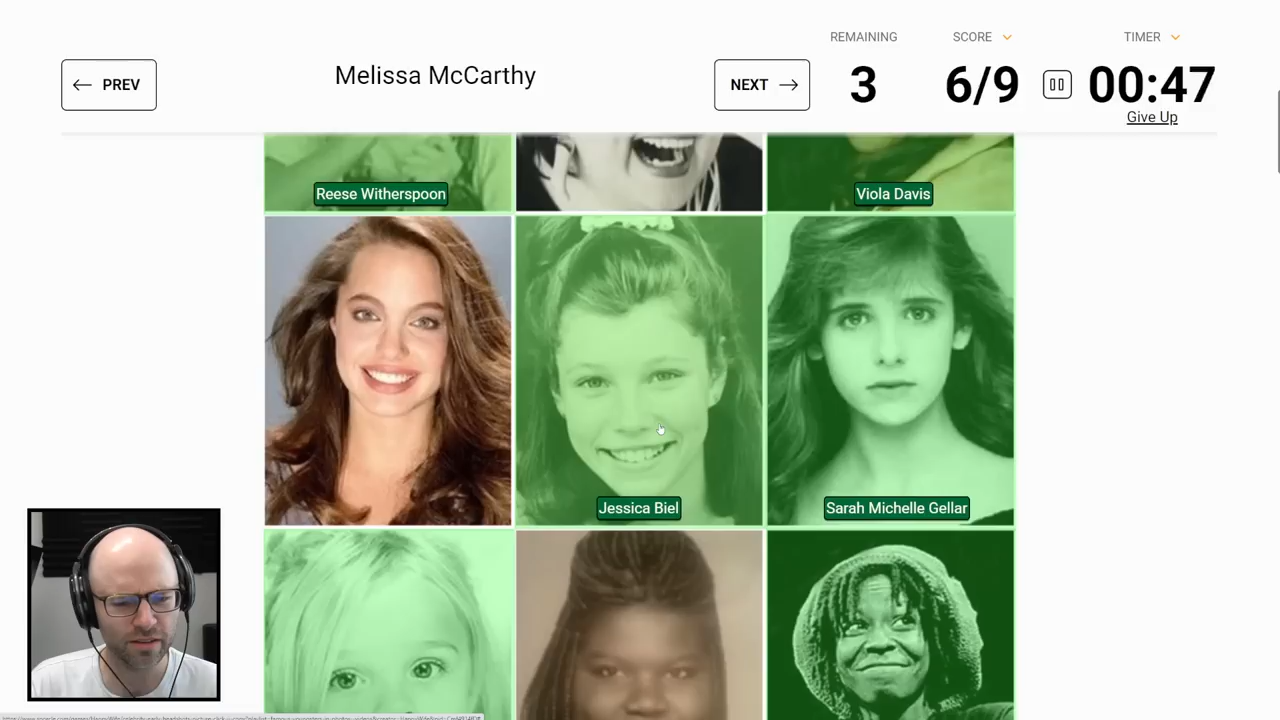 REMAINING
SCORE
TIMER
← PREV
Melissa McCarthy
NEXT →
3
6/9
00:47
Give Up
Reese Witherspoon
Viola Davis
Jessica Biel
Sarah Michelle Gellar